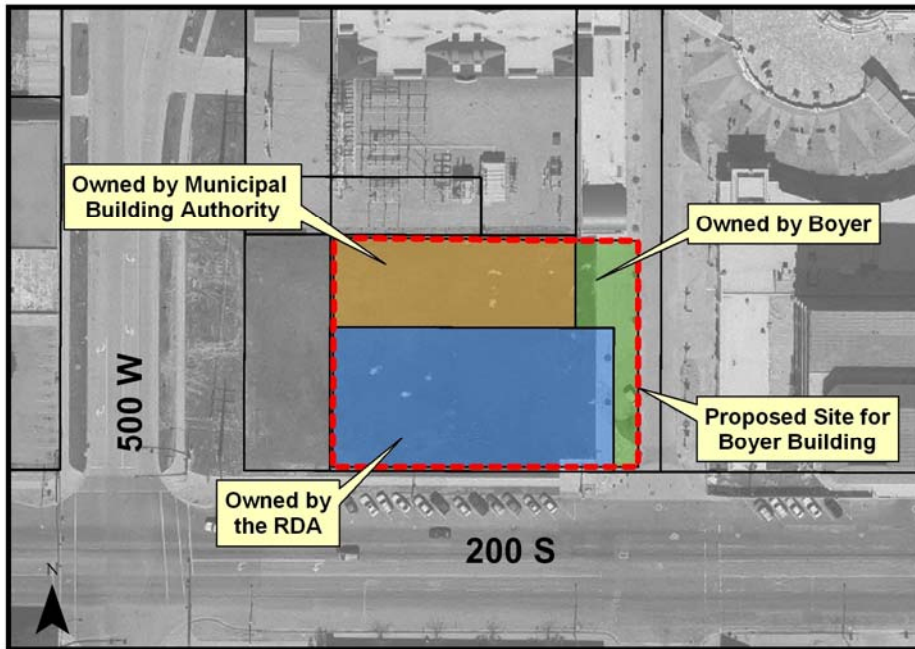 Owned by Municipal
Building Authority
Owned by Boyer
500 W
Proposed Site for
Boyer Building
Owned by
the RDA
200 S
N